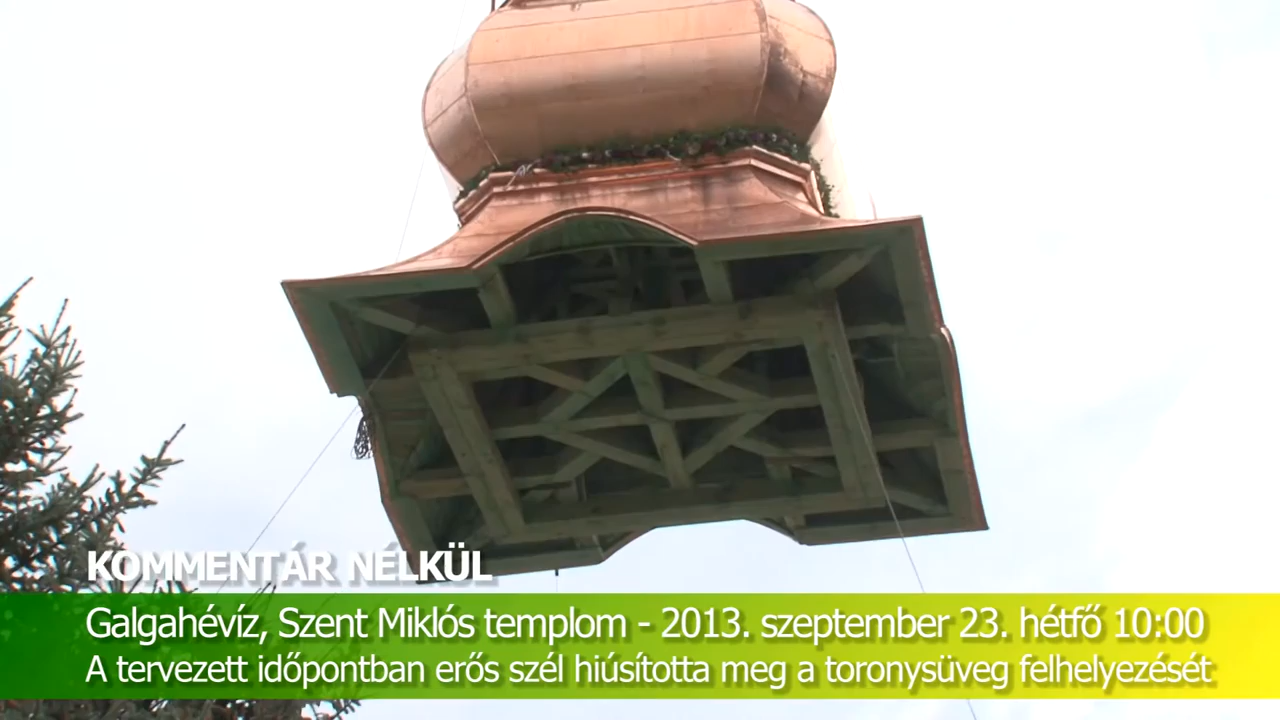 KOMMENTÁR NÉLKÜL
Galgahévíz, Szent Miklós templom - 2013. szeptember 23. hétfő 10:00
A tervezett időpontban erős szél hiúsította meg a toronysüveg felhelyezését